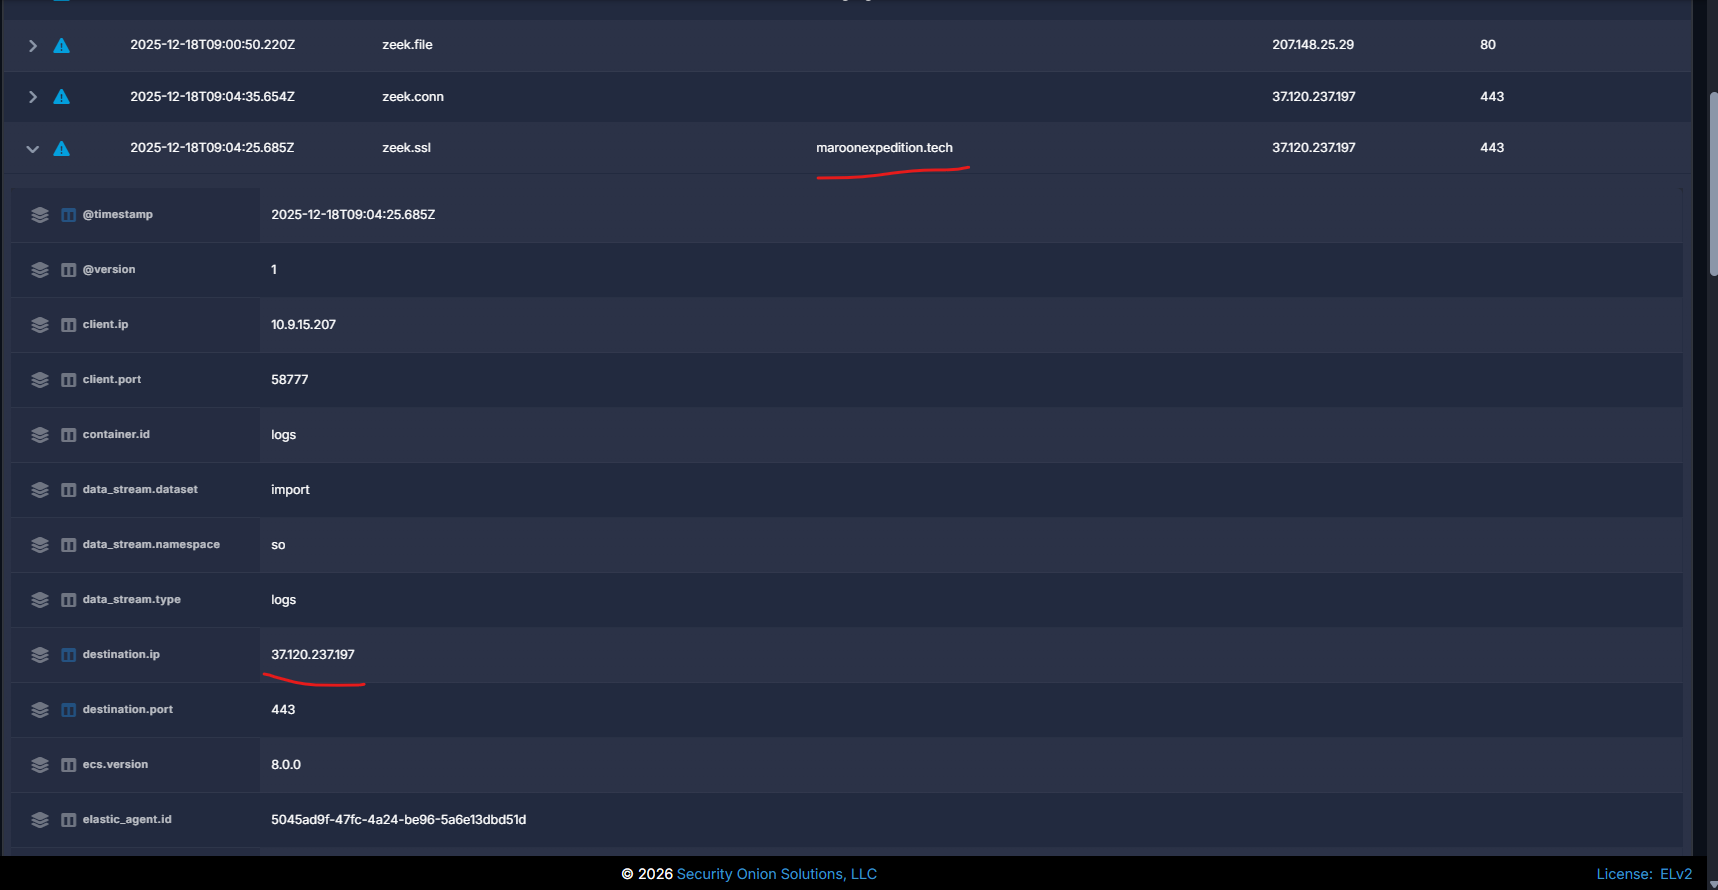 2025-12-18T09:00:50.220Z zeek.file 207.148.25.29 80
2025-12-18T09:04:35.654Z zeek.conn 37.120.237.197 443
2025-12-18T09:04:25.685Z zeek.ssl maroonexpedition.tech 37.120.237.197 443
@timestamp 2025-12-18T09:04:25.685Z
@version 1
client.ip 10.9.15.207
client.port 58777
container.id logs
data_stream.dataset import
data_stream.namespace so
data_stream.type logs
destination.ip 37.120.237.197
destination.port 443
ecs.version 8.0.0
elastic_agent.id 5045ad9f-47fc-4a24-be96-5a6e13dbd51d
© 2026 Security Onion Solutions, LLC License: ELv2